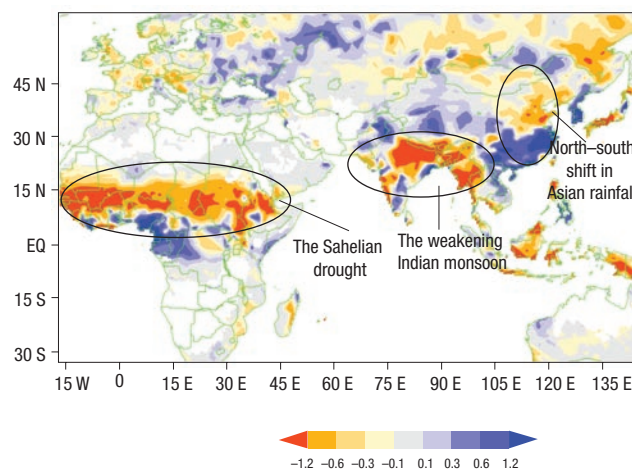 45 N
30 N
15 N
EQ
15 S
30 S
North–south
shift in
Asian rainfall
The Sahelian
drought
The weakening
Indian monsoon
15 W 0 15 E 30 E 45 E 60 E 75 E 90 E 105 E 120 E 135 E
−1.2 −0.6 −0.3 −0.1 0.1 0.3 0.6 1.2